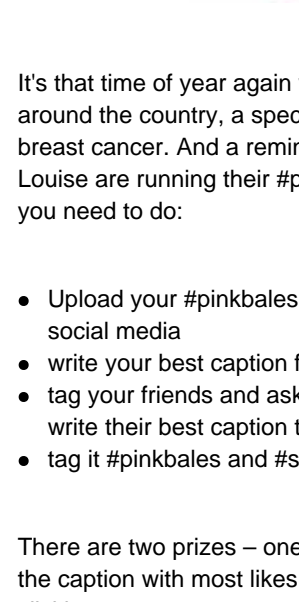 It's that time of year again
around the country, a spec
breast cancer. And a remin
Louise are running their #p
you need to do:
● Upload your #pinkbales
social media
● write your best caption f
● tag your friends and ask
write their best caption t
● tag it #pinkbales and #s
There are two prizes – one
the caption with most likes